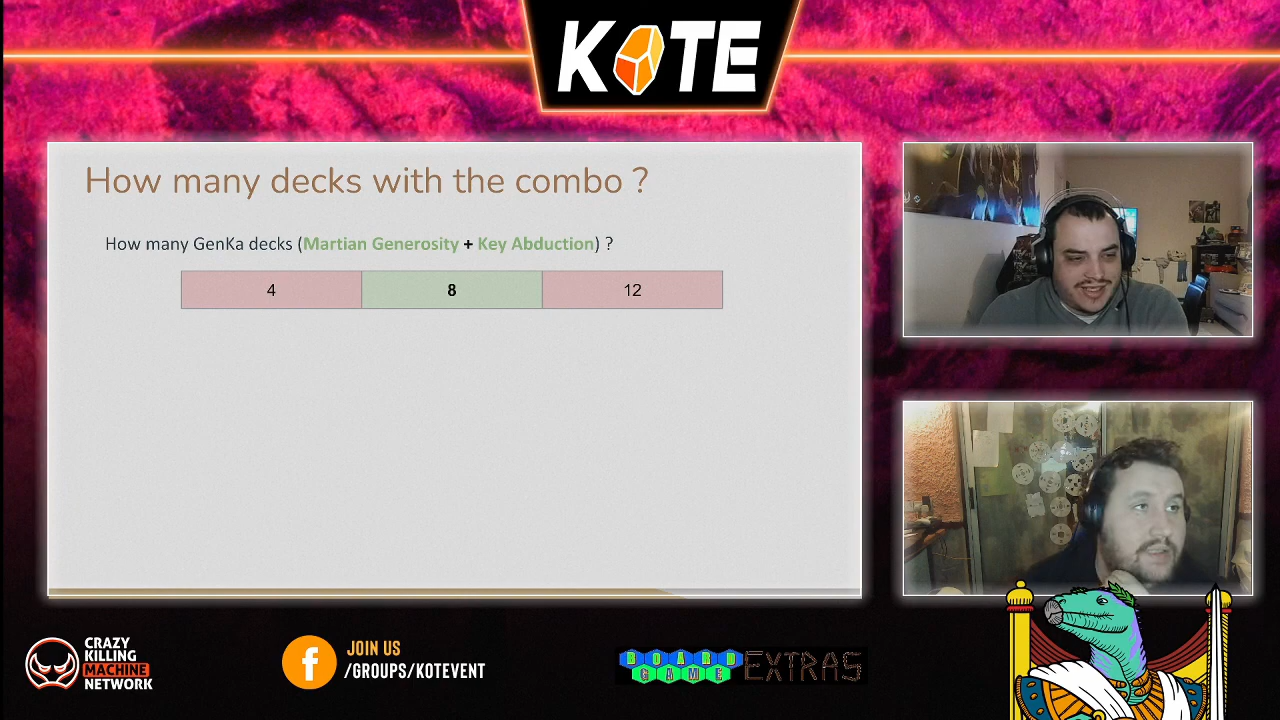 KOTE
How many decks with the combo ?
How many GenKa decks (Martian Generosity + Key Abduction) ?
4 8 12
CRAZY
KILLING
MACHINE
NETWORK
JOIN US
/GROUPS/KOTEVENT
BOARD
GAME
EXTRAS